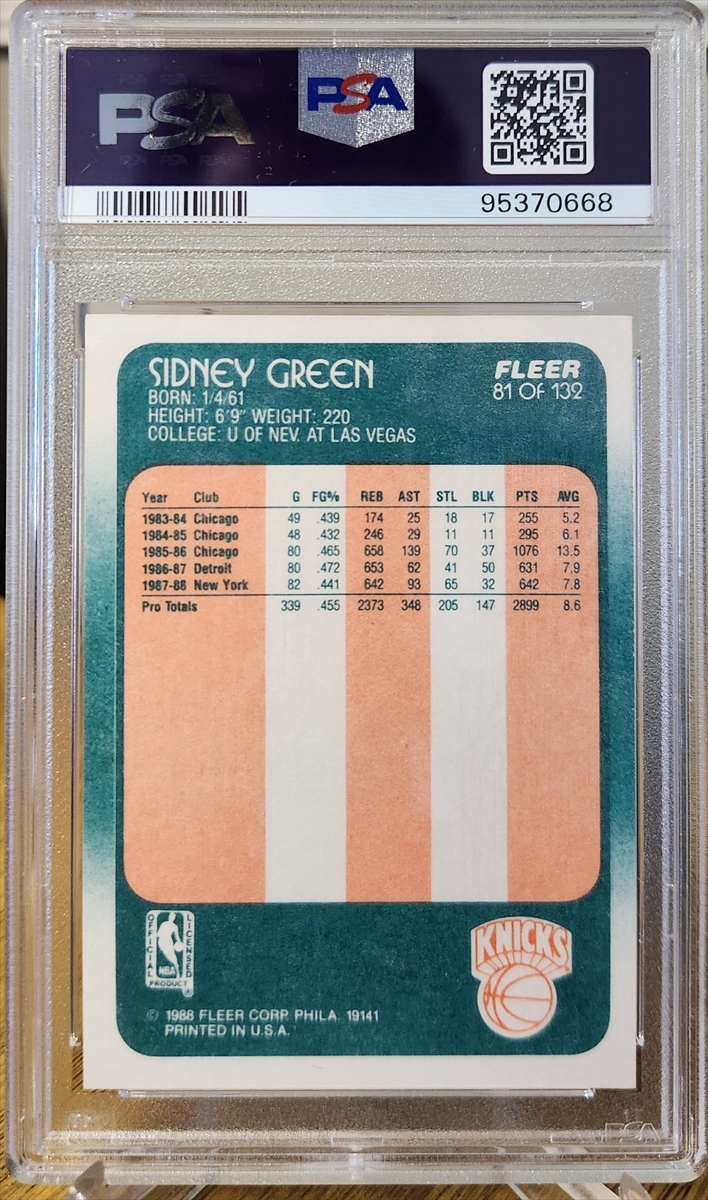 PSA PSA
PSA PSA PSA
95370668
SIDNEY GREEN
BORN: 1/4/61
HEIGHT: 6'9" WEIGHT: 220
COLLEGE: U OF NEV. AT LAS VEGAS
FLEER
81 OF 132
Year Club G FG% REB AST STL BLK PTS AVG
1983-84 Chicago 49 .439 174 25 18 17 255 5.2
1984-85 Chicago 48 .432 246 29 11 11 295 6.1
1985-86 Chicago 80 .465 658 139 70 37 1076 13.5
1986-87 Detroit 80 .472 653 62 41 50 631 7.9
1987-88 New York 82 .441 642 93 65 32 642 7.8
Pro Totals 339 .455 2373 348 205 147 2899 8.6
OFFICIAL LICENSED
NBA
PRODUCT ®
KNICKS
© 1988 FLEER CORP. PHILA. 19141
PRINTED IN U.S.A.
PSA